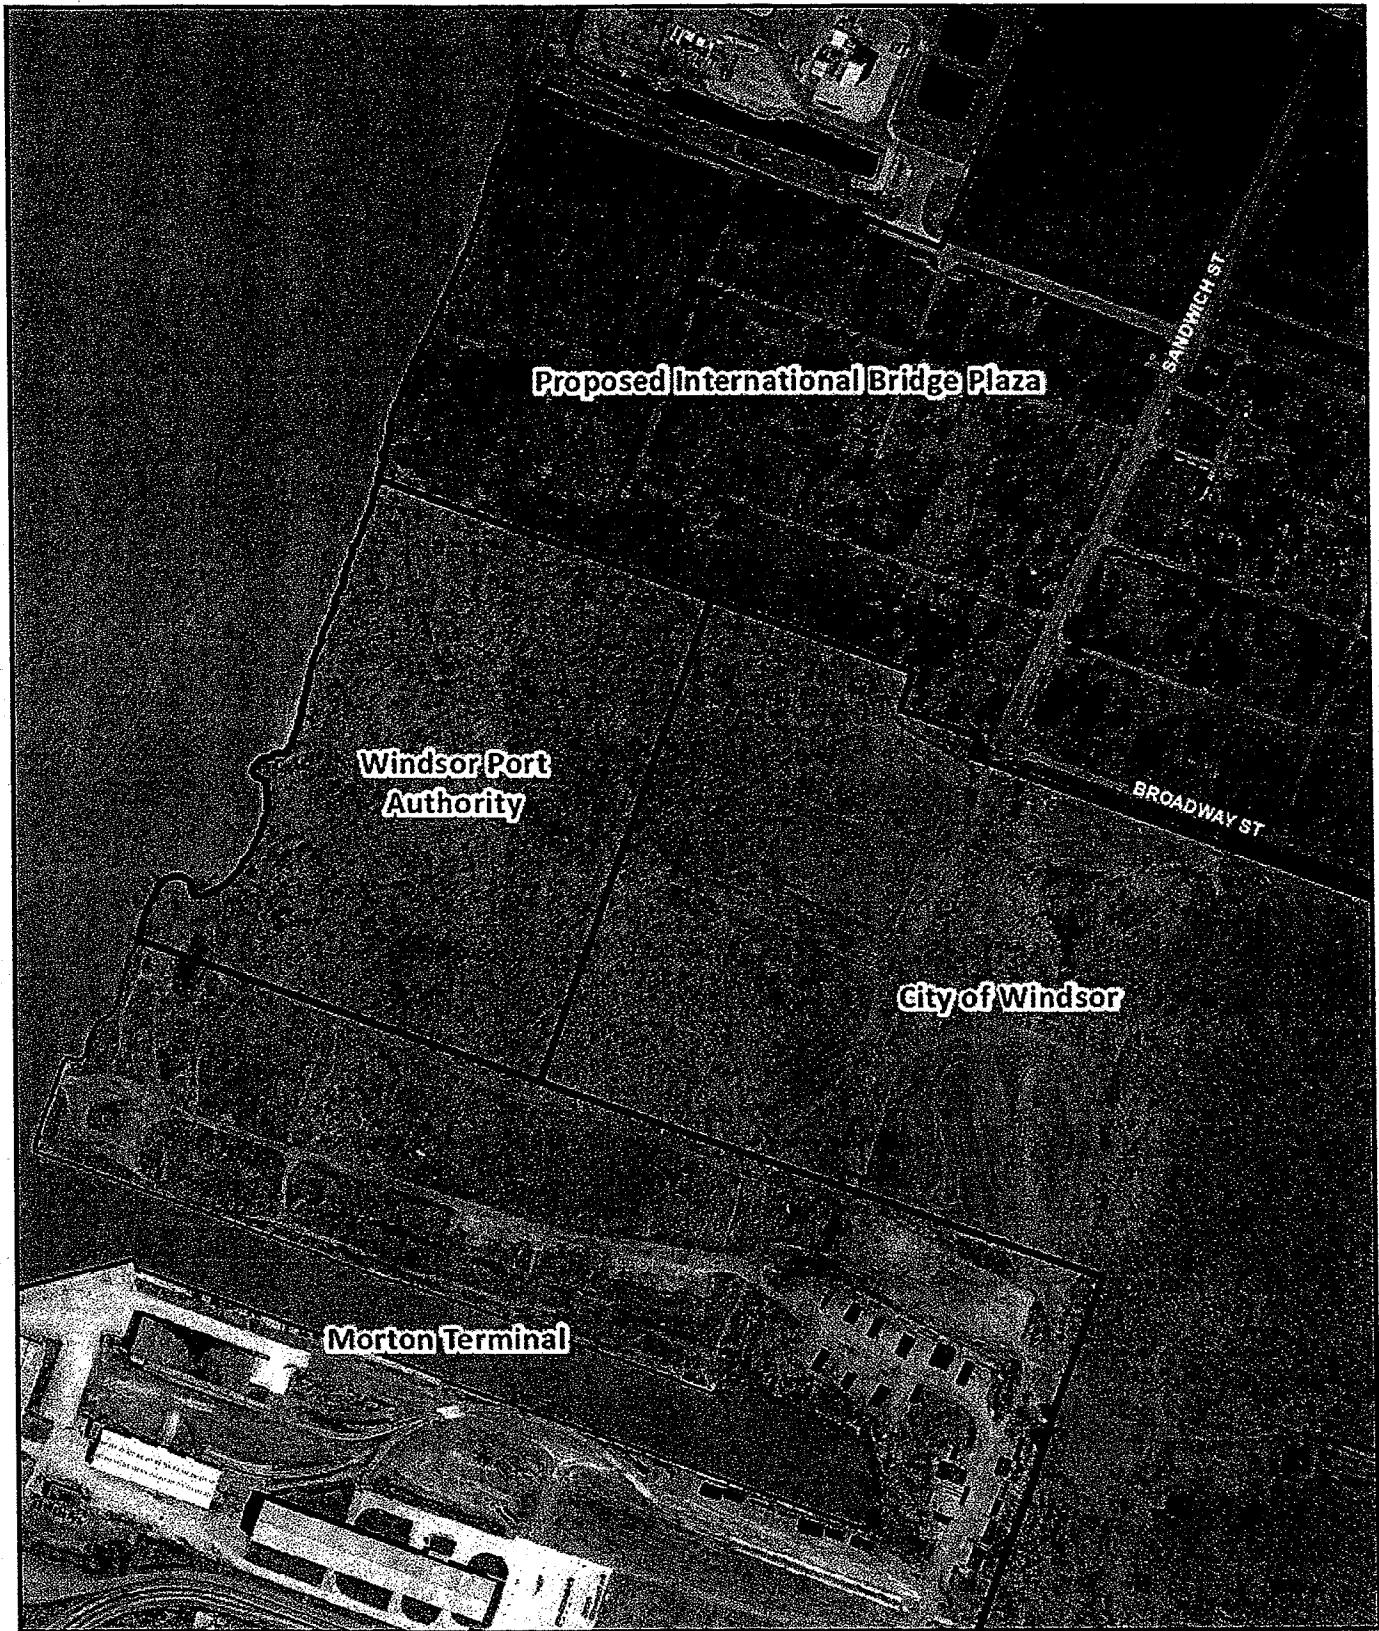 SANDWICH ST
Proposed International Bridge Plaza
Windsor Port
Authority
BROADWAY ST
City of Windsor
Morton Terminal